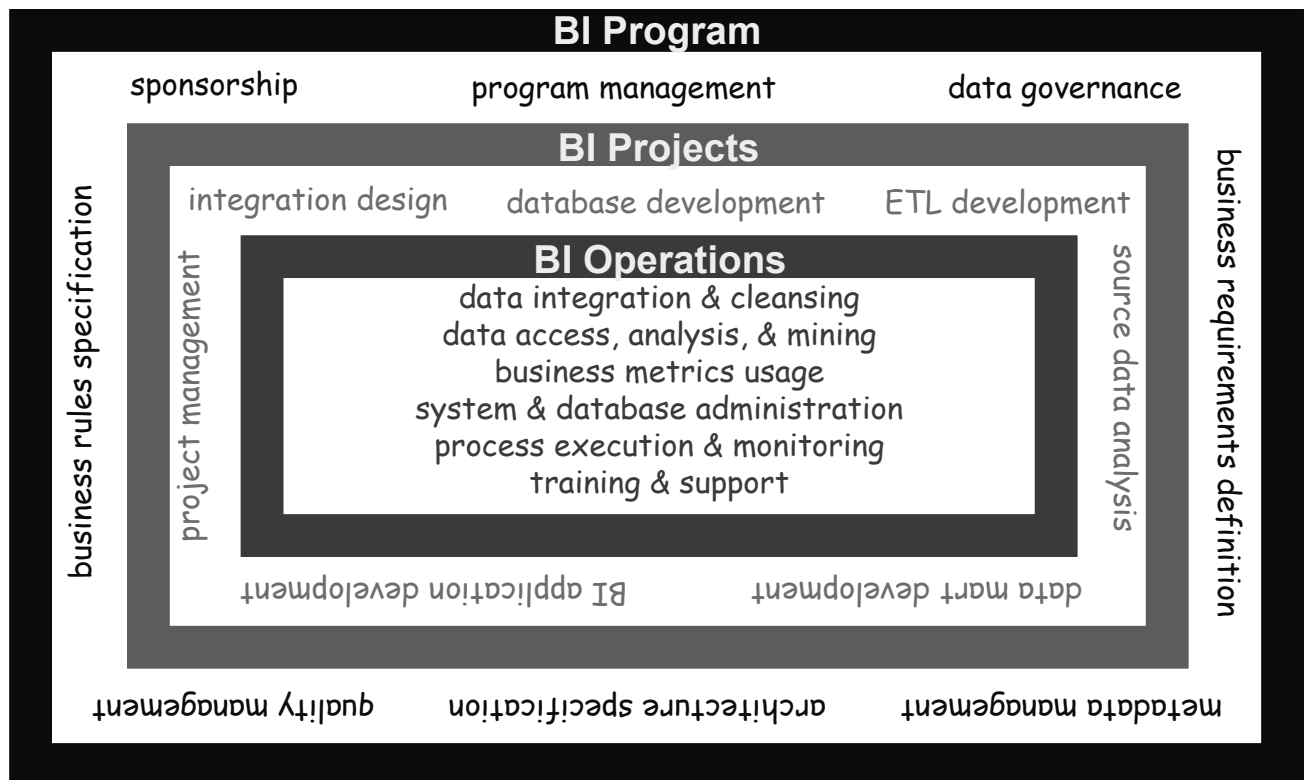 BI Program
sponsorship
program management
data governance
business rules specification
business requirements definition
BI Projects
integration design
database development
ETL development
project management
source data analysis
BI Operations
data integration & cleansing
data access, analysis, & mining
business metrics usage
system & database administration
process execution & monitoring
training & support
BI application development
data mart development
quality management
architecture specification
metadata management